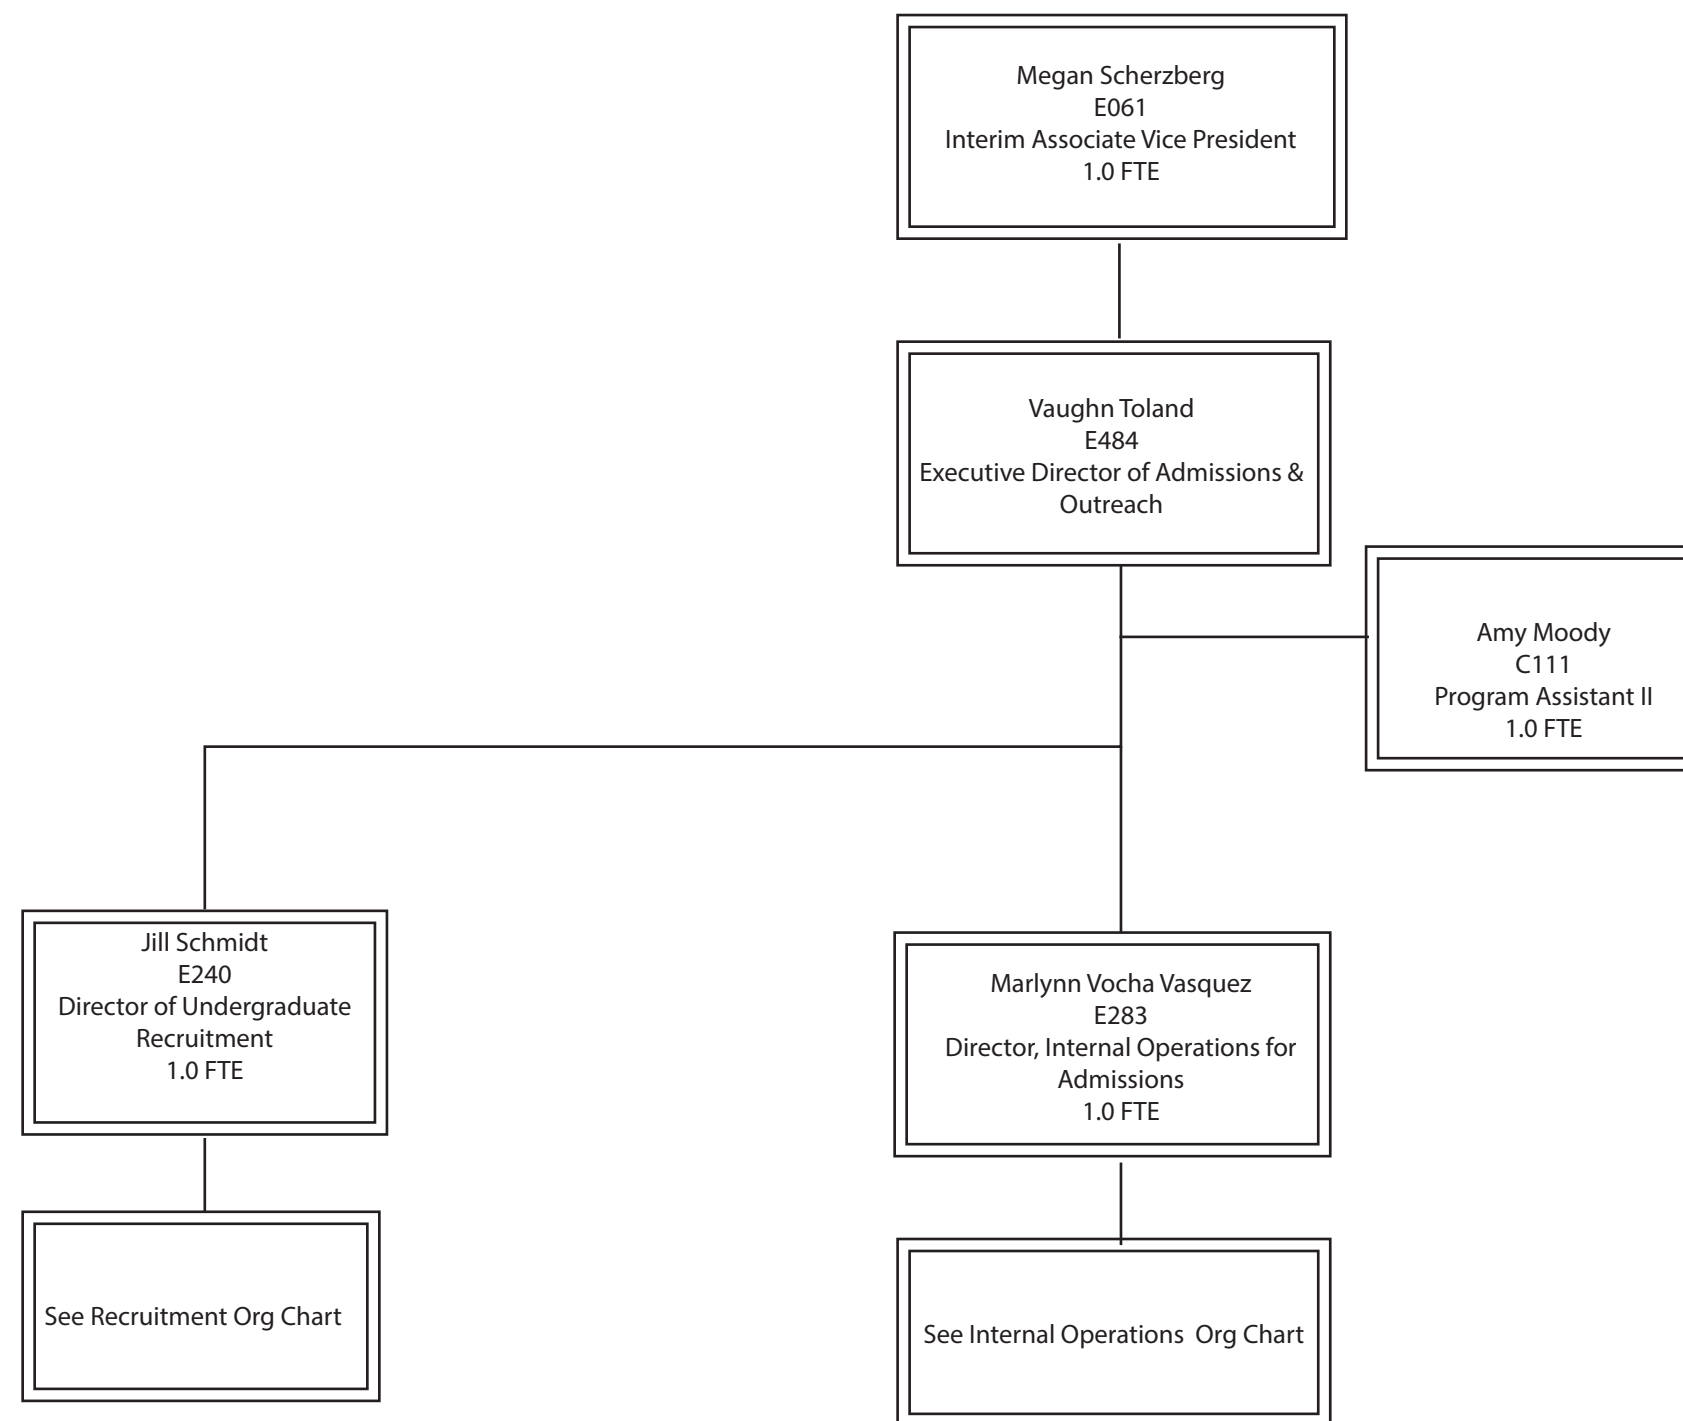 Megan Scherzberg
E061
Interim Associate Vice President
1.0 FTE
Vaughn Toland
E484
Executive Director of Admissions &
Outreach
Amy Moody
C111
Program Assistant II
1.0 FTE
Jill Schmidt
E240
Director of Undergraduate
Recruitment
1.0 FTE
Marlynn Vocha Vasquez
E283
Director, Internal Operations for
Admissions
1.0 FTE
See Recruitment Org Chart
See Internal Operations  Org Chart